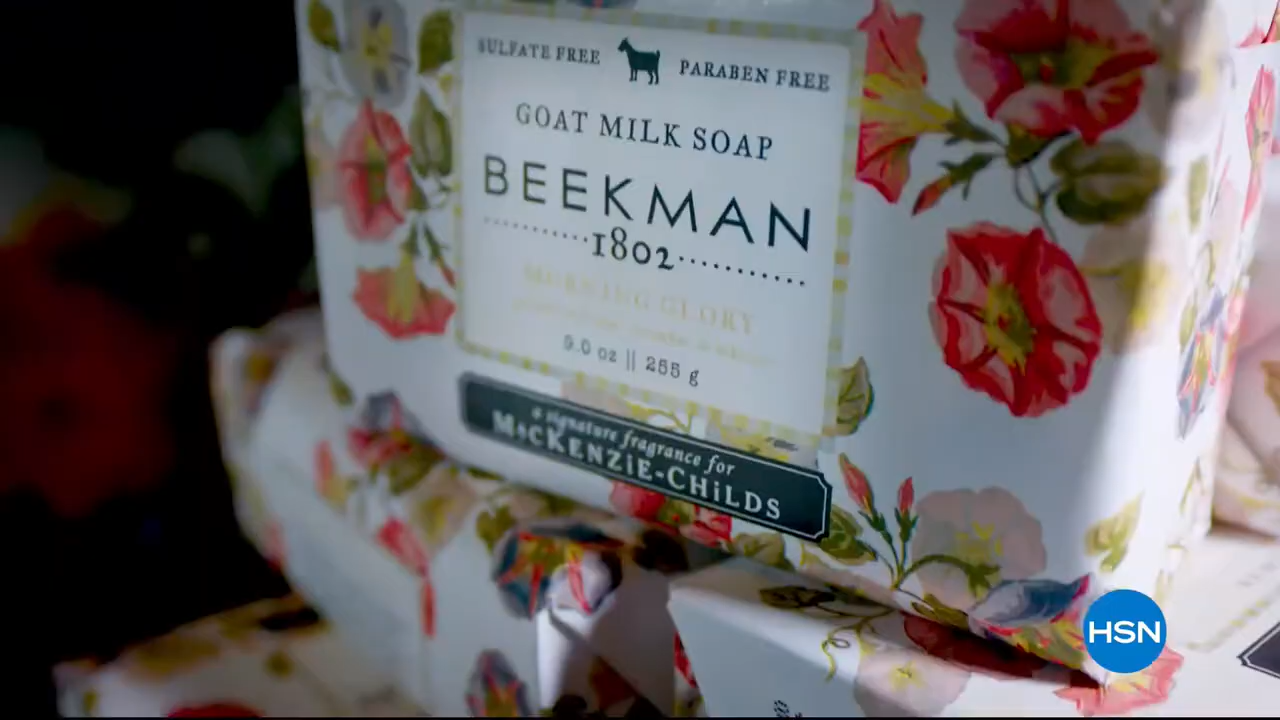 SULFATE FREE PARABEN FREE
GOAT MILK SOAP
BEEKMAN
1802
MORNING GLORY
9.0 oz || 255 g
a signature fragrance for
MacKENZiE-CHiLDS
HSN